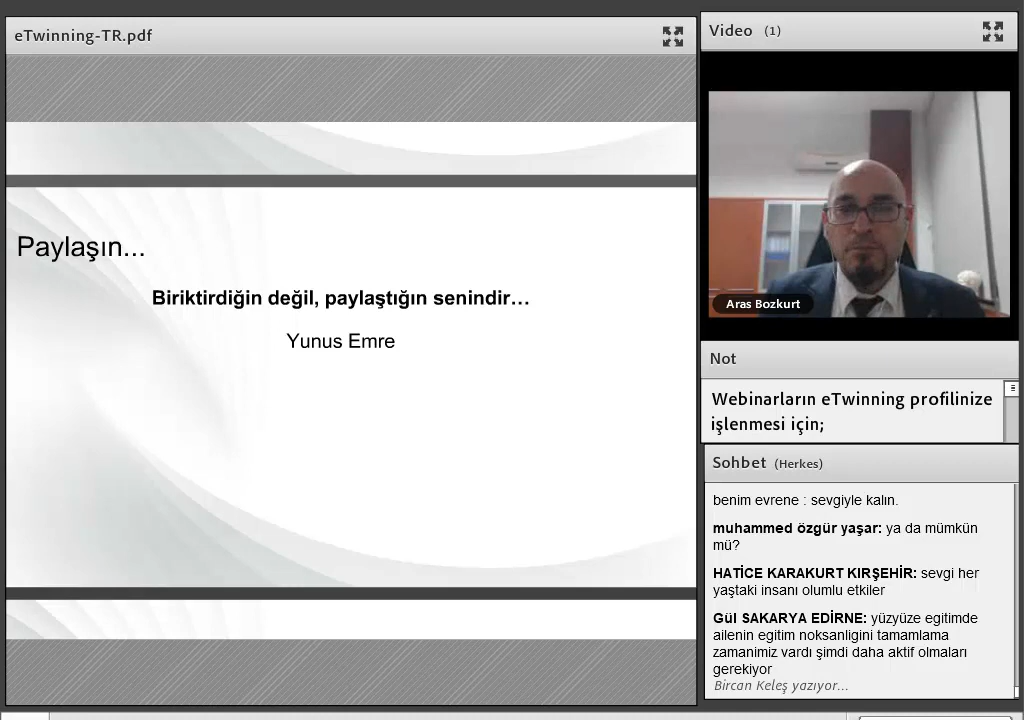 eTwinning-TR.pdf
Paylaşın...
Biriktirdiğin değil, paylaştığın senindir…
Yunus Emre
Video (1)
Aras Bozkurt
Not
Webinarların eTwinning profilinize
işlenmesi için;
Sohbet (Herkes)
benim evrene : sevgiyle kalın.
muhammed özgür yaşar: ya da mümkün
mü?
HATİCE KARAKURT KIRŞEHİR: sevgi her
yaştaki insanı olumlu etkiler
Gül SAKARYA EDİRNE: yüzyüze egitimde
ailenin egitim noksanligini tamamlama
zamanimiz vardı şimdi daha aktif olmaları
gerekiyor
Bircan Keleş yazıyor...